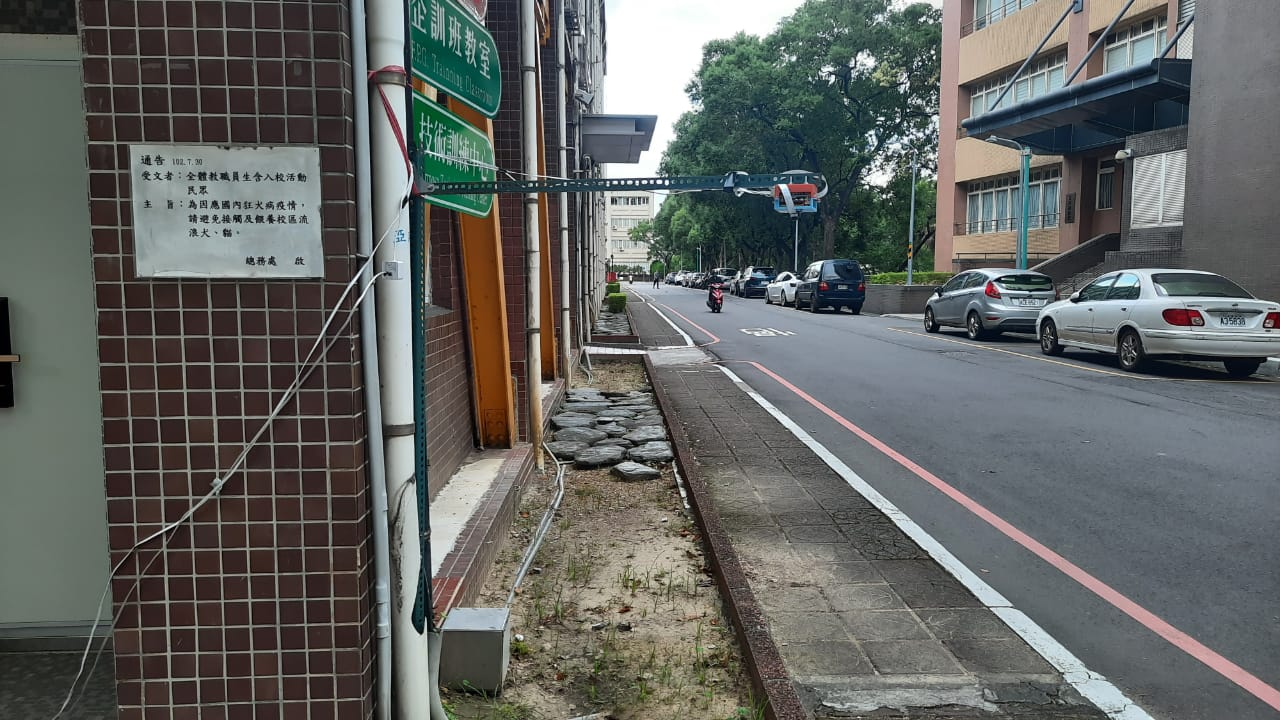 企訓班教室
P.E.G. Training Classroom
技術訓練中心
通告 102.7.30
受文者：全體教職員生含入校活動
民眾
主 旨：為因應國內狂犬病疫情，
請避免接觸及餵養校區流
浪犬、貓。
總務處 啟
亞